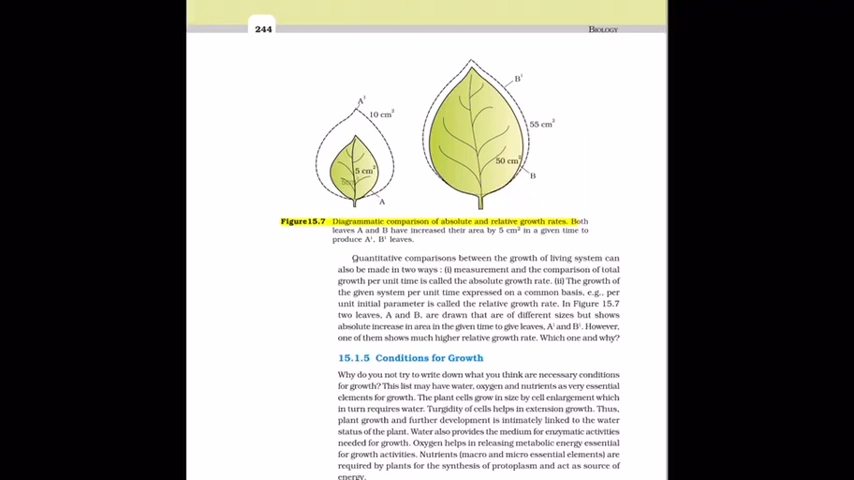 244
BIOLOGY
A¹
10 cm²
5 cm²
A
B¹
55 cm²
50 cm²
B
Figure 15.7 Diagrammatic comparison of absolute and relative growth rates. Both
leaves A and B have increased their area by 5 cm² in a given time to
produce A¹, B¹ leaves.
Quantitative comparisons between the growth of living system can
also be made in two ways : (i) measurement and the comparison of total
growth per unit time is called the absolute growth rate. (ii) The growth of
the given system per unit time expressed on a common basis, e.g., per
unit initial parameter is called the relative growth rate. In Figure 15.7
two leaves, A and B, are drawn that are of different sizes but shows
absolute increase in area in the given time to give leaves, A¹ and B¹. However,
one of them shows much higher relative growth rate. Which one and why?
15.1.5 Conditions for Growth
Why do you not try to write down what you think are necessary conditions
for growth? This list may have water, oxygen and nutrients as very essential
elements for growth. The plant cells grow in size by cell enlargement which
in turn requires water. Turgidity of cells helps in extension growth. Thus,
plant growth and further development is intimately linked to the water
status of the plant. Water also provides the medium for enzymatic activities
needed for growth. Oxygen helps in releasing metabolic energy essential
for growth activities. Nutrients (macro and micro essential elements) are
required by plants for the synthesis of protoplasm and act as source of
energy.